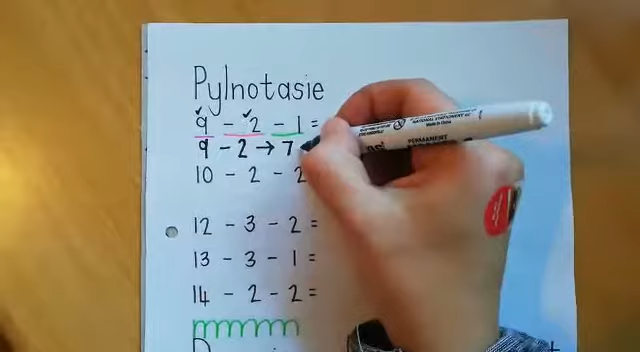 Pylnotasie
9 - 2 - 1 =
9 - 2 → 7
10 - 2 - 2
12 - 3 - 2 =
13 - 3 - 1 =
14 - 2 - 2 =
PERMANENT